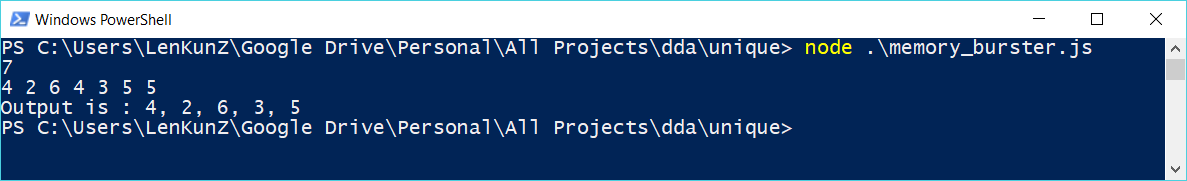 Windows PowerShell
PS C:\Users\LenKunZ\Google Drive\Personal\All Projects\dda\unique> node .\memory_burster.js
7
4 2 6 4 3 5 5
Output is : 4, 2, 6, 3, 5
PS C:\Users\LenKunZ\Google Drive\Personal\All Projects\dda\unique>